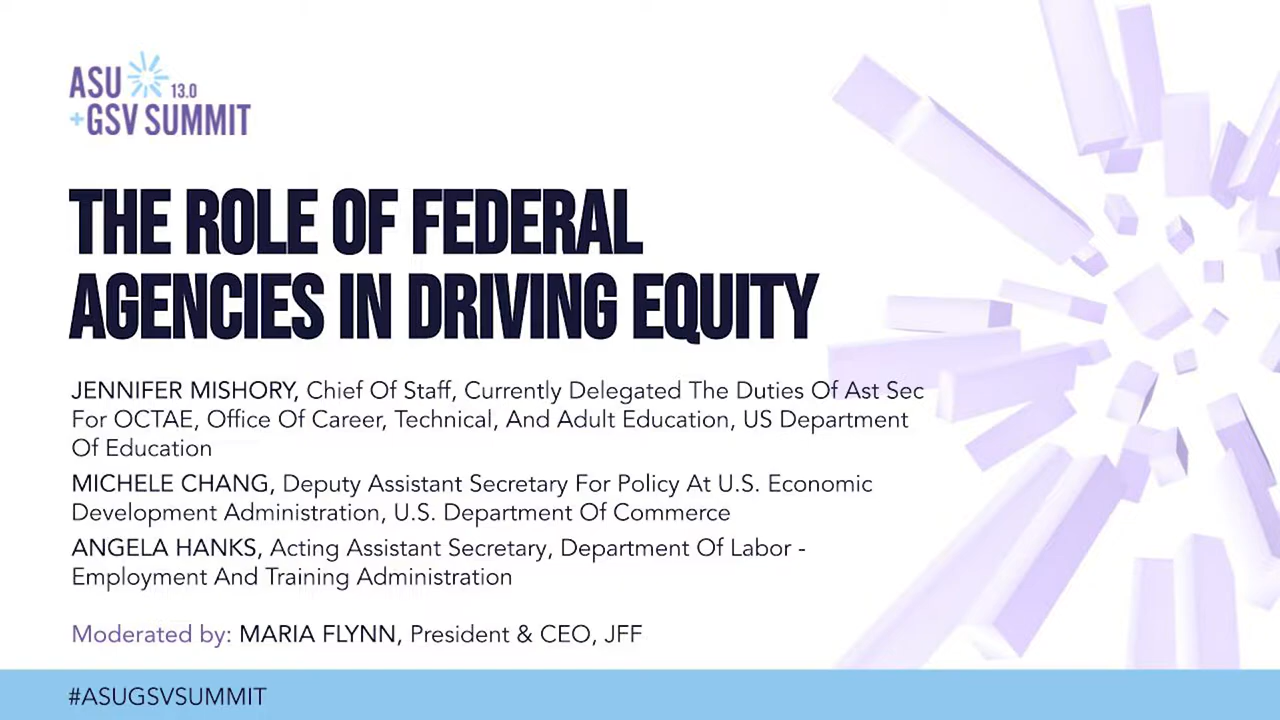 ASU 13.0
+GSV SUMMIT
THE ROLE OF FEDERAL
AGENCIES IN DRIVING EQUITY
JENNIFER MISHORY, Chief Of Staff, Currently Delegated The Duties Of Ast Sec
For OCTAE, Office Of Career, Technical, And Adult Education, US Department
Of Education
MICHELE CHANG, Deputy Assistant Secretary For Policy At U.S. Economic
Development Administration, U.S. Department Of Commerce
ANGELA HANKS, Acting Assistant Secretary, Department Of Labor -
Employment And Training Administration
Moderated by: MARIA FLYNN, President & CEO, JFF
#ASUGSVSUMMIT